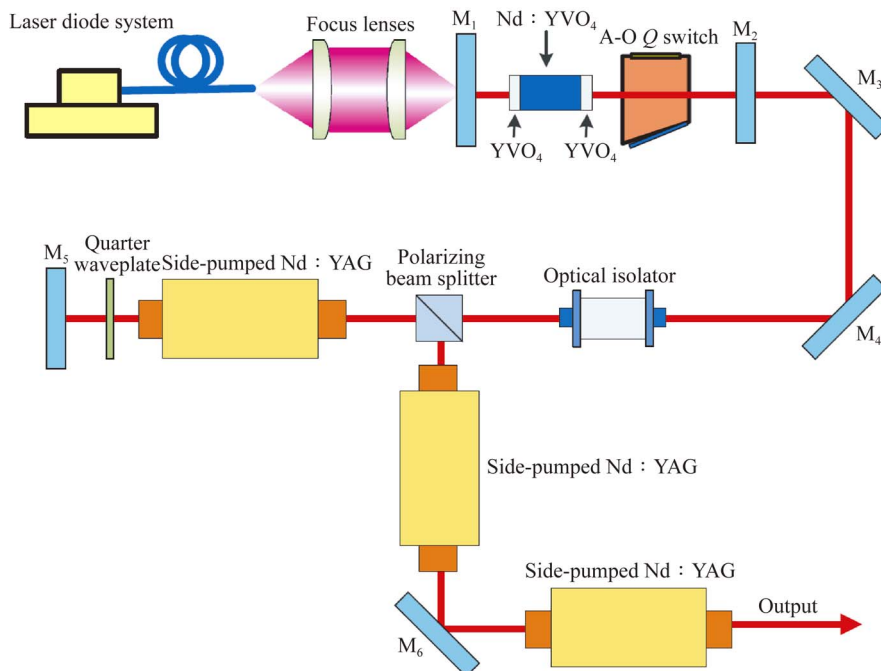 Laser diode system
Focus lenses
M₁
Nd：YVO₄
A-O Q switch
M₂
M₃
YVO₄
YVO₄
M₅
Quarter
waveplate
Side-pumped Nd：YAG
Polarizing
beam splitter
Optical isolator
M₄
Side-pumped Nd：YAG
Side-pumped Nd：YAG
Output
M₆